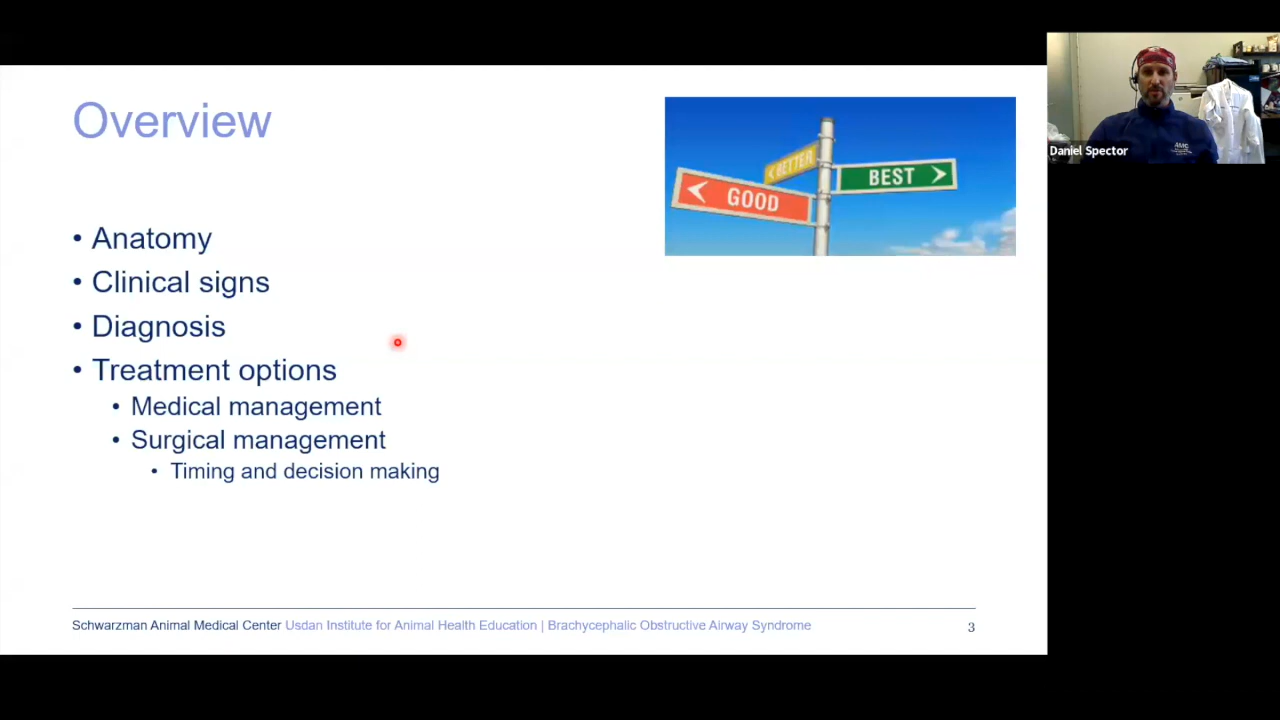 Overview
< BETTER
BEST >
< GOOD
• Anatomy
• Clinical signs
• Diagnosis
• Treatment options
• Medical management
• Surgical management
• Timing and decision making
Schwarzman Animal Medical Center Usdan Institute for Animal Health Education | Brachycephalic Obstructive Airway Syndrome
3
Daniel Spector
AMC